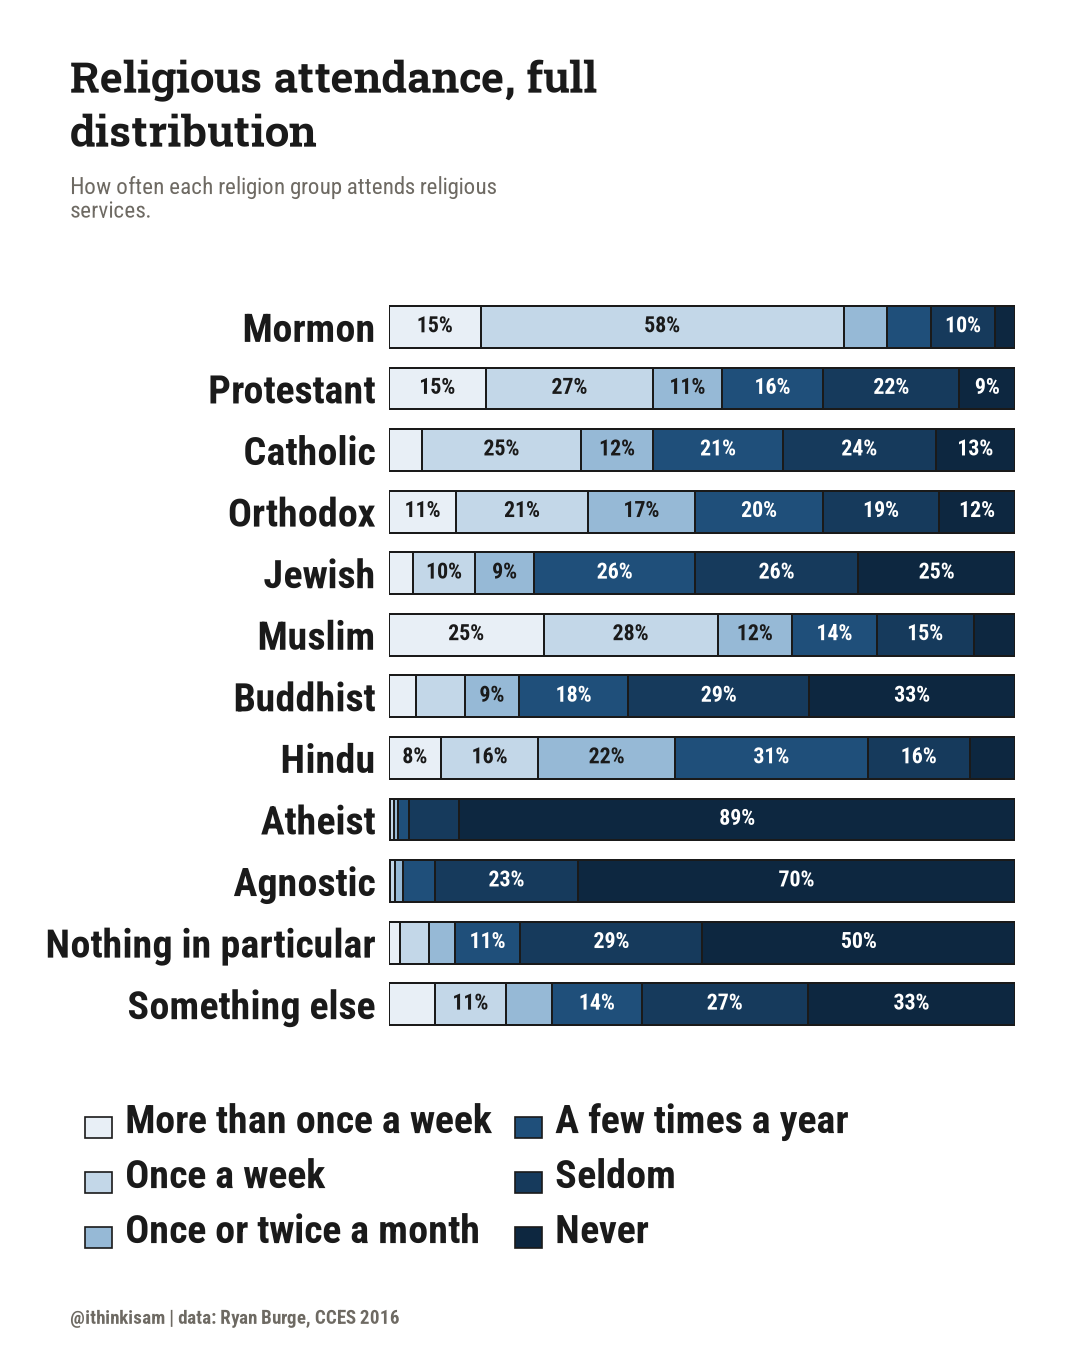 Religious attendance, full
distribution
How often each religion group attends religious
services.
Mormon 15% 58% 10%
Protestant 15% 27% 11% 16% 22% 9%
Catholic 25% 12% 21% 24% 13%
Orthodox 11% 21% 17% 20% 19% 12%
Jewish 10% 9% 26% 26% 25%
Muslim 25% 28% 12% 14% 15%
Buddhist 9% 18% 29% 33%
Hindu 8% 16% 22% 31% 16%
Atheist 89%
Agnostic 23% 70%
Nothing in particular 11% 29% 50%
Something else 11% 14% 27% 33%
More than once a week A few times a year
Once a week Seldom
Once or twice a month Never
@ithinkisam | data: Ryan Burge, CCES 2016